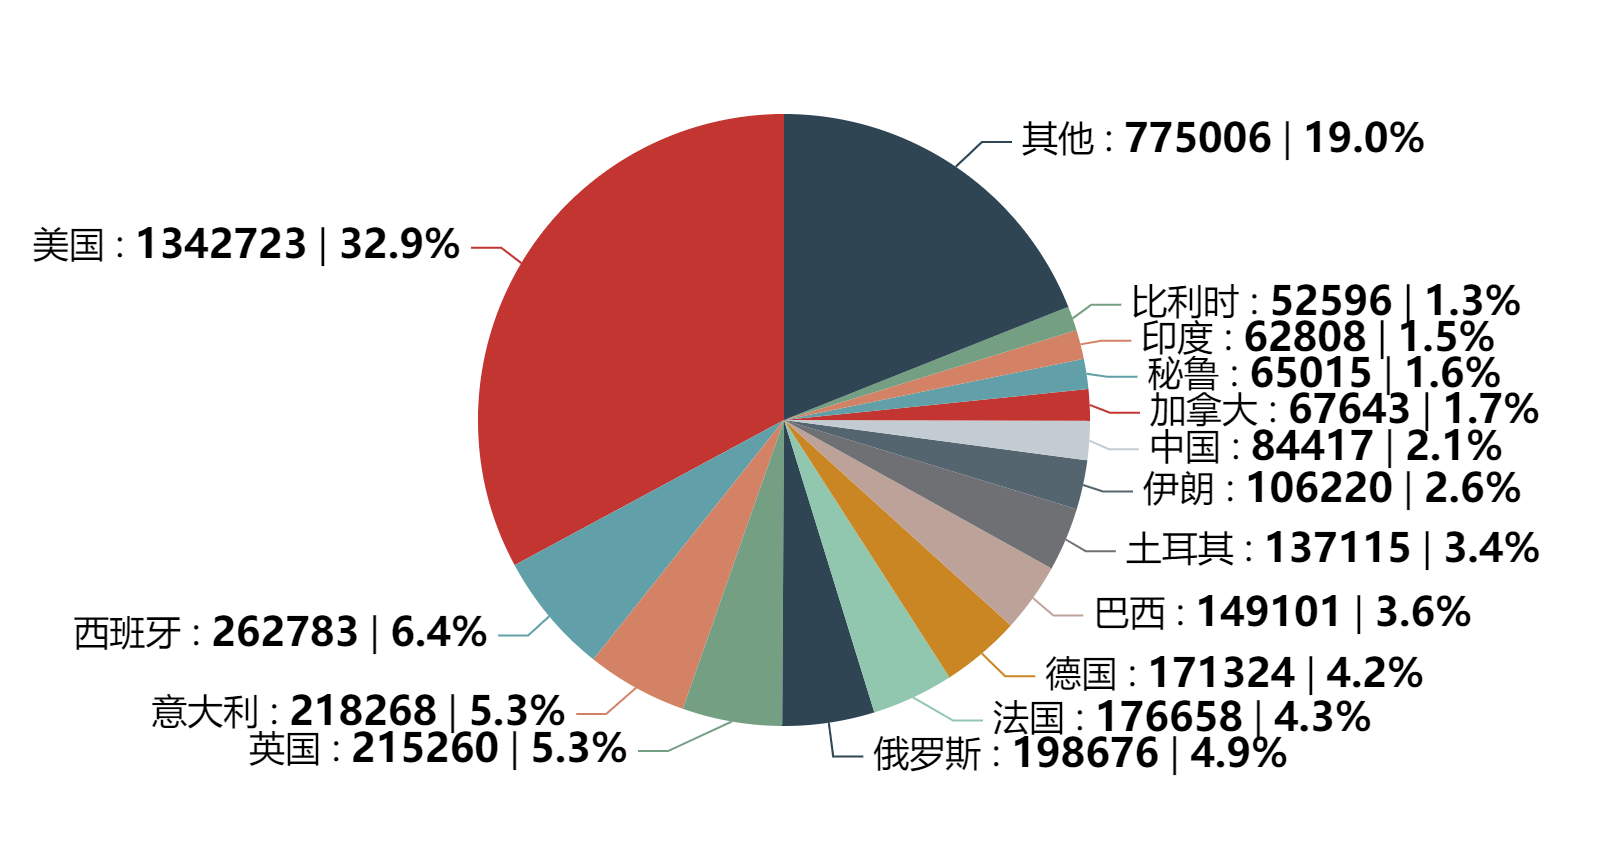 其他 : 775006 | 19.0%
美国 : 1342723 | 32.9%
比利时 : 52596 | 1.3%
印度 : 62808 | 1.5%
秘鲁 : 65015 | 1.6%
加拿大 : 67643 | 1.7%
中国 : 84417 | 2.1%
伊朗 : 106220 | 2.6%
土耳其 : 137115 | 3.4%
巴西 : 149101 | 3.6%
西班牙 : 262783 | 6.4%
德国 : 171324 | 4.2%
意大利 : 218268 | 5.3%
法国 : 176658 | 4.3%
英国 : 215260 | 5.3%
俄罗斯 : 198676 | 4.9%